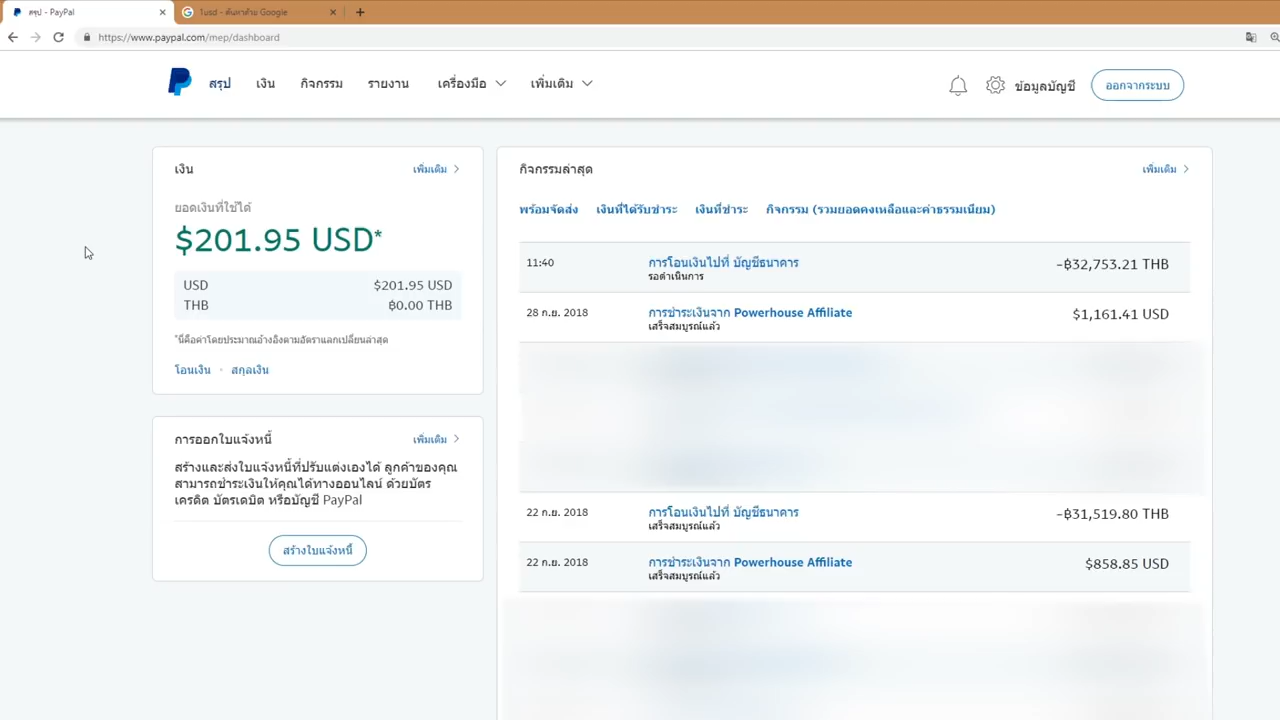 สรุป - PayPal
1usd - ค้นหาด้วย Google
https://www.paypal.com/mep/dashboard
สรุป เงิน กิจกรรม รายงาน เครื่องมือ เพิ่มเติม ข้อมูลบัญชี ออกจากระบบ
เงิน เพิ่มเติม
ยอดเงินที่ใช้ได้
$201.95 USD*
USD $201.95 USD
THB ฿0.00 THB
*นี่คือค่าโดยประมาณอ้างอิงตามอัตราแลกเปลี่ยนล่าสุด
โอนเงิน · สกุลเงิน
การออกใบแจ้งหนี้ เพิ่มเติม
สร้างและส่งใบแจ้งหนี้ที่ปรับแต่งเองได้ ลูกค้าของคุณ
สามารถชำระเงินให้คุณได้ทางออนไลน์ ด้วยบัตร
เครดิต บัตรเดบิต หรือบัญชี PayPal
สร้างใบแจ้งหนี้
กิจกรรมล่าสุด เพิ่มเติม
พร้อมจัดส่ง เงินที่ได้รับชำระ เงินที่ชำระ กิจกรรม (รวมยอดคงเหลือและค่าธรรมเนียม)
11:40 การโอนเงินไปที่ บัญชีธนาคาร -฿32,753.21 THB
รอดำเนินการ
28 ก.ย. 2018 การชำระเงินจาก Powerhouse Affiliate $1,161.41 USD
เสร็จสมบูรณ์แล้ว
22 ก.ย. 2018 การโอนเงินไปที่ บัญชีธนาคาร -฿31,519.80 THB
เสร็จสมบูรณ์แล้ว
22 ก.ย. 2018 การชำระเงินจาก Powerhouse Affiliate $858.85 USD
เสร็จสมบูรณ์แล้ว